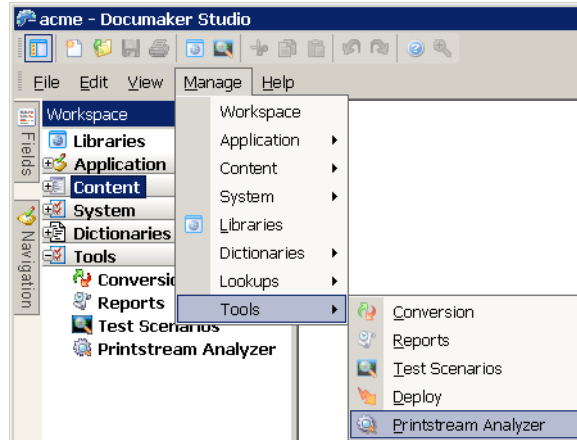 acme - Documaker Studio
File Edit View Manage Help
Workspace
Libraries
Application
Content
System
Dictionaries
Tools
Reports
Test Scenarios
Printstream Analyzer
Fields
Navigation
Workspace
Application
Content
System
Libraries
Dictionaries
Lookups
Tools
Conversion
Reports
Test Scenarios
Deploy
Printstream Analyzer